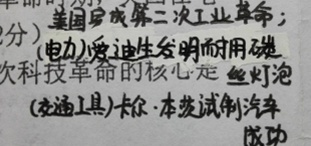 美国完成第二次工业革命；
2分）
（电力）爱迪生发明耐用碳
次科技革命的核心是 丝灯泡
（交通工具）卡尔·本茨试制汽车
成功